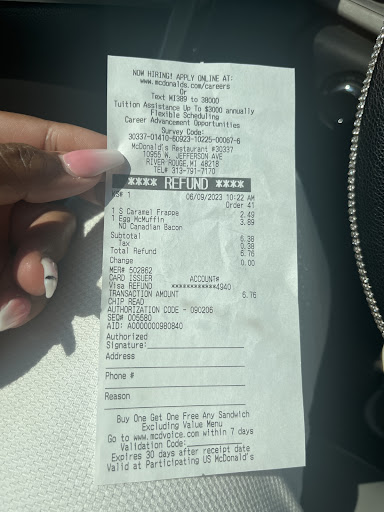 NOW HIRING! APPLY ONLINE AT:
www.mcdonalds.com/careers
Or
Text MI389 to 38000
Tuition Assistance Up To $3000 annually
Flexible Scheduling
Career Advancement Opportunities
Survey Code:
30337-01410-60923-10225-00067-6
McDonald's Restaurant #30337
10955 W. JEFFERSON AVE
RIVER ROUGE, MI 48218
TEL# 313-791-7170
**** REFUND ****
KS# 1 06/09/2023 10:22 AM
Order 41
1 S Caramel Frappe 2.49
1 Egg McMuffin 3.89
NO Canadian Bacon
Subtotal 6.38
Tax 0.38
Total Refund 6.76
Change 0.00
MER# 502862
CARD ISSUER ACCOUNT#
Visa REFUND ************4940
TRANSACTION AMOUNT 6.76
CHIP READ
AUTHORIZATION CODE - 090206
SEQ# 005580
AID: A0000000980840
Authorized
Signature:
Address
Phone #
Reason
Buy One Get One Free Any Sandwich
Excluding Value Menu
Go to www.mcdvoice.com within 7 days
Validation Code:
Expires 30 days after receipt date
Valid at Participating US McDonald's